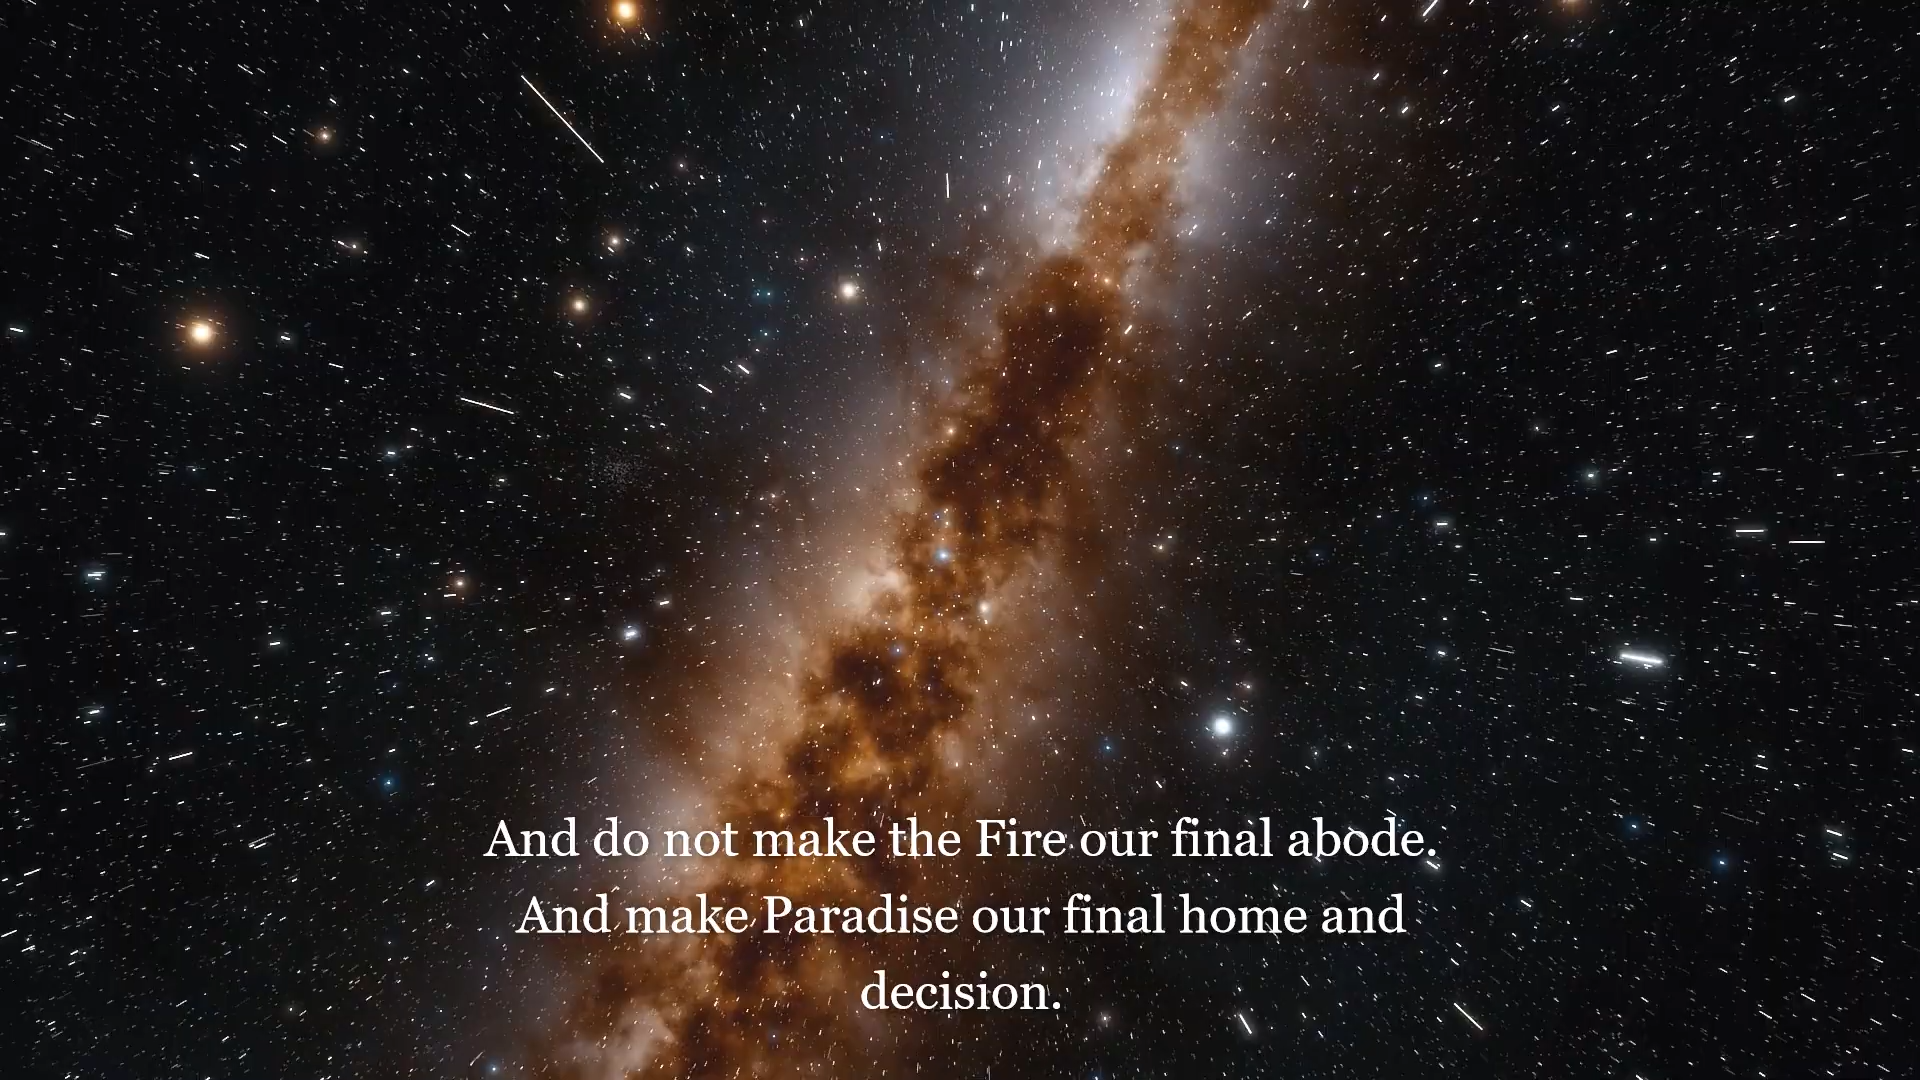 And do not make the Fire our final abode.
And make Paradise our final home and
decision.